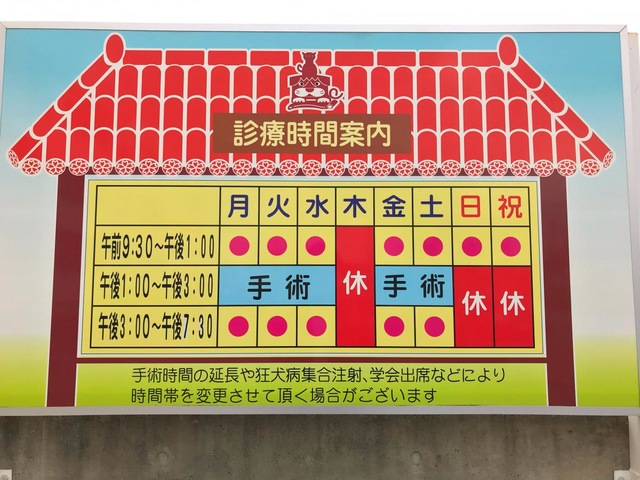 診療時間案内
月 火 水 木 金 土 日 祝
午前9:30～午後1:00
午後1:00～午後3:00 手術 休 手術 休 休
午後3:00～午後7:30
手術時間の延長や狂犬病集合注射、学会出席などにより
時間帯を変更させて頂く場合がございます